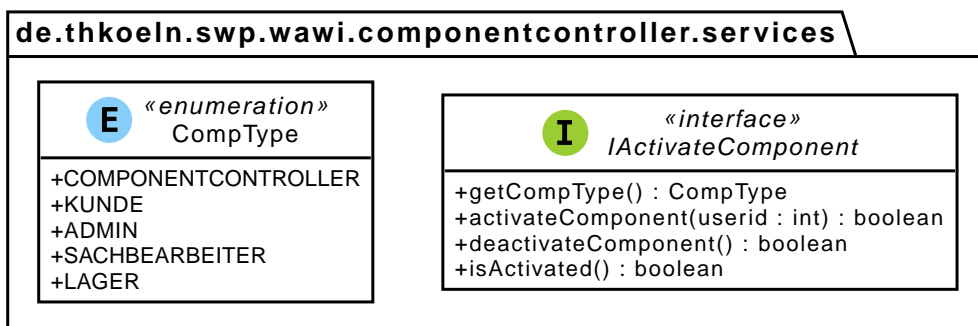 de.thkoeln.swp.wawi.componentcontroller.services
E
«enumeration»
CompType
+COMPONENTCONTROLLER
+KUNDE
+ADMIN
+SACHBEARBEITER
+LAGER
I
«interface»
IActivateComponent
+getCompType() : CompType
+activateComponent(userid : int) : boolean
+deactivateComponent() : boolean
+isActivated() : boolean